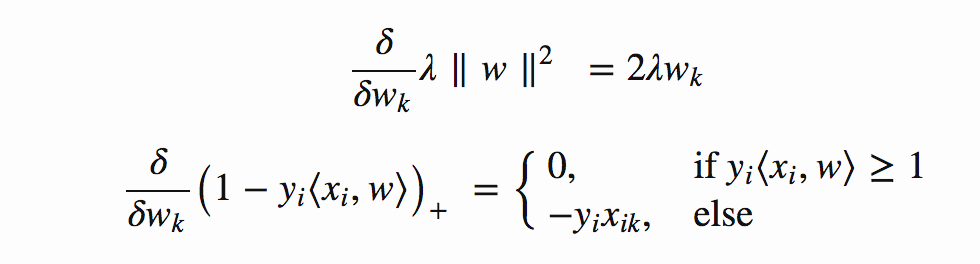 δ/δw_k λ ∥ w ∥² = 2λw_k
δ/δw_k (1 − y_i⟨x_i, w⟩)_+ = { 0, if y_i⟨x_i, w⟩ ≥ 1
−y_i x_ik, else